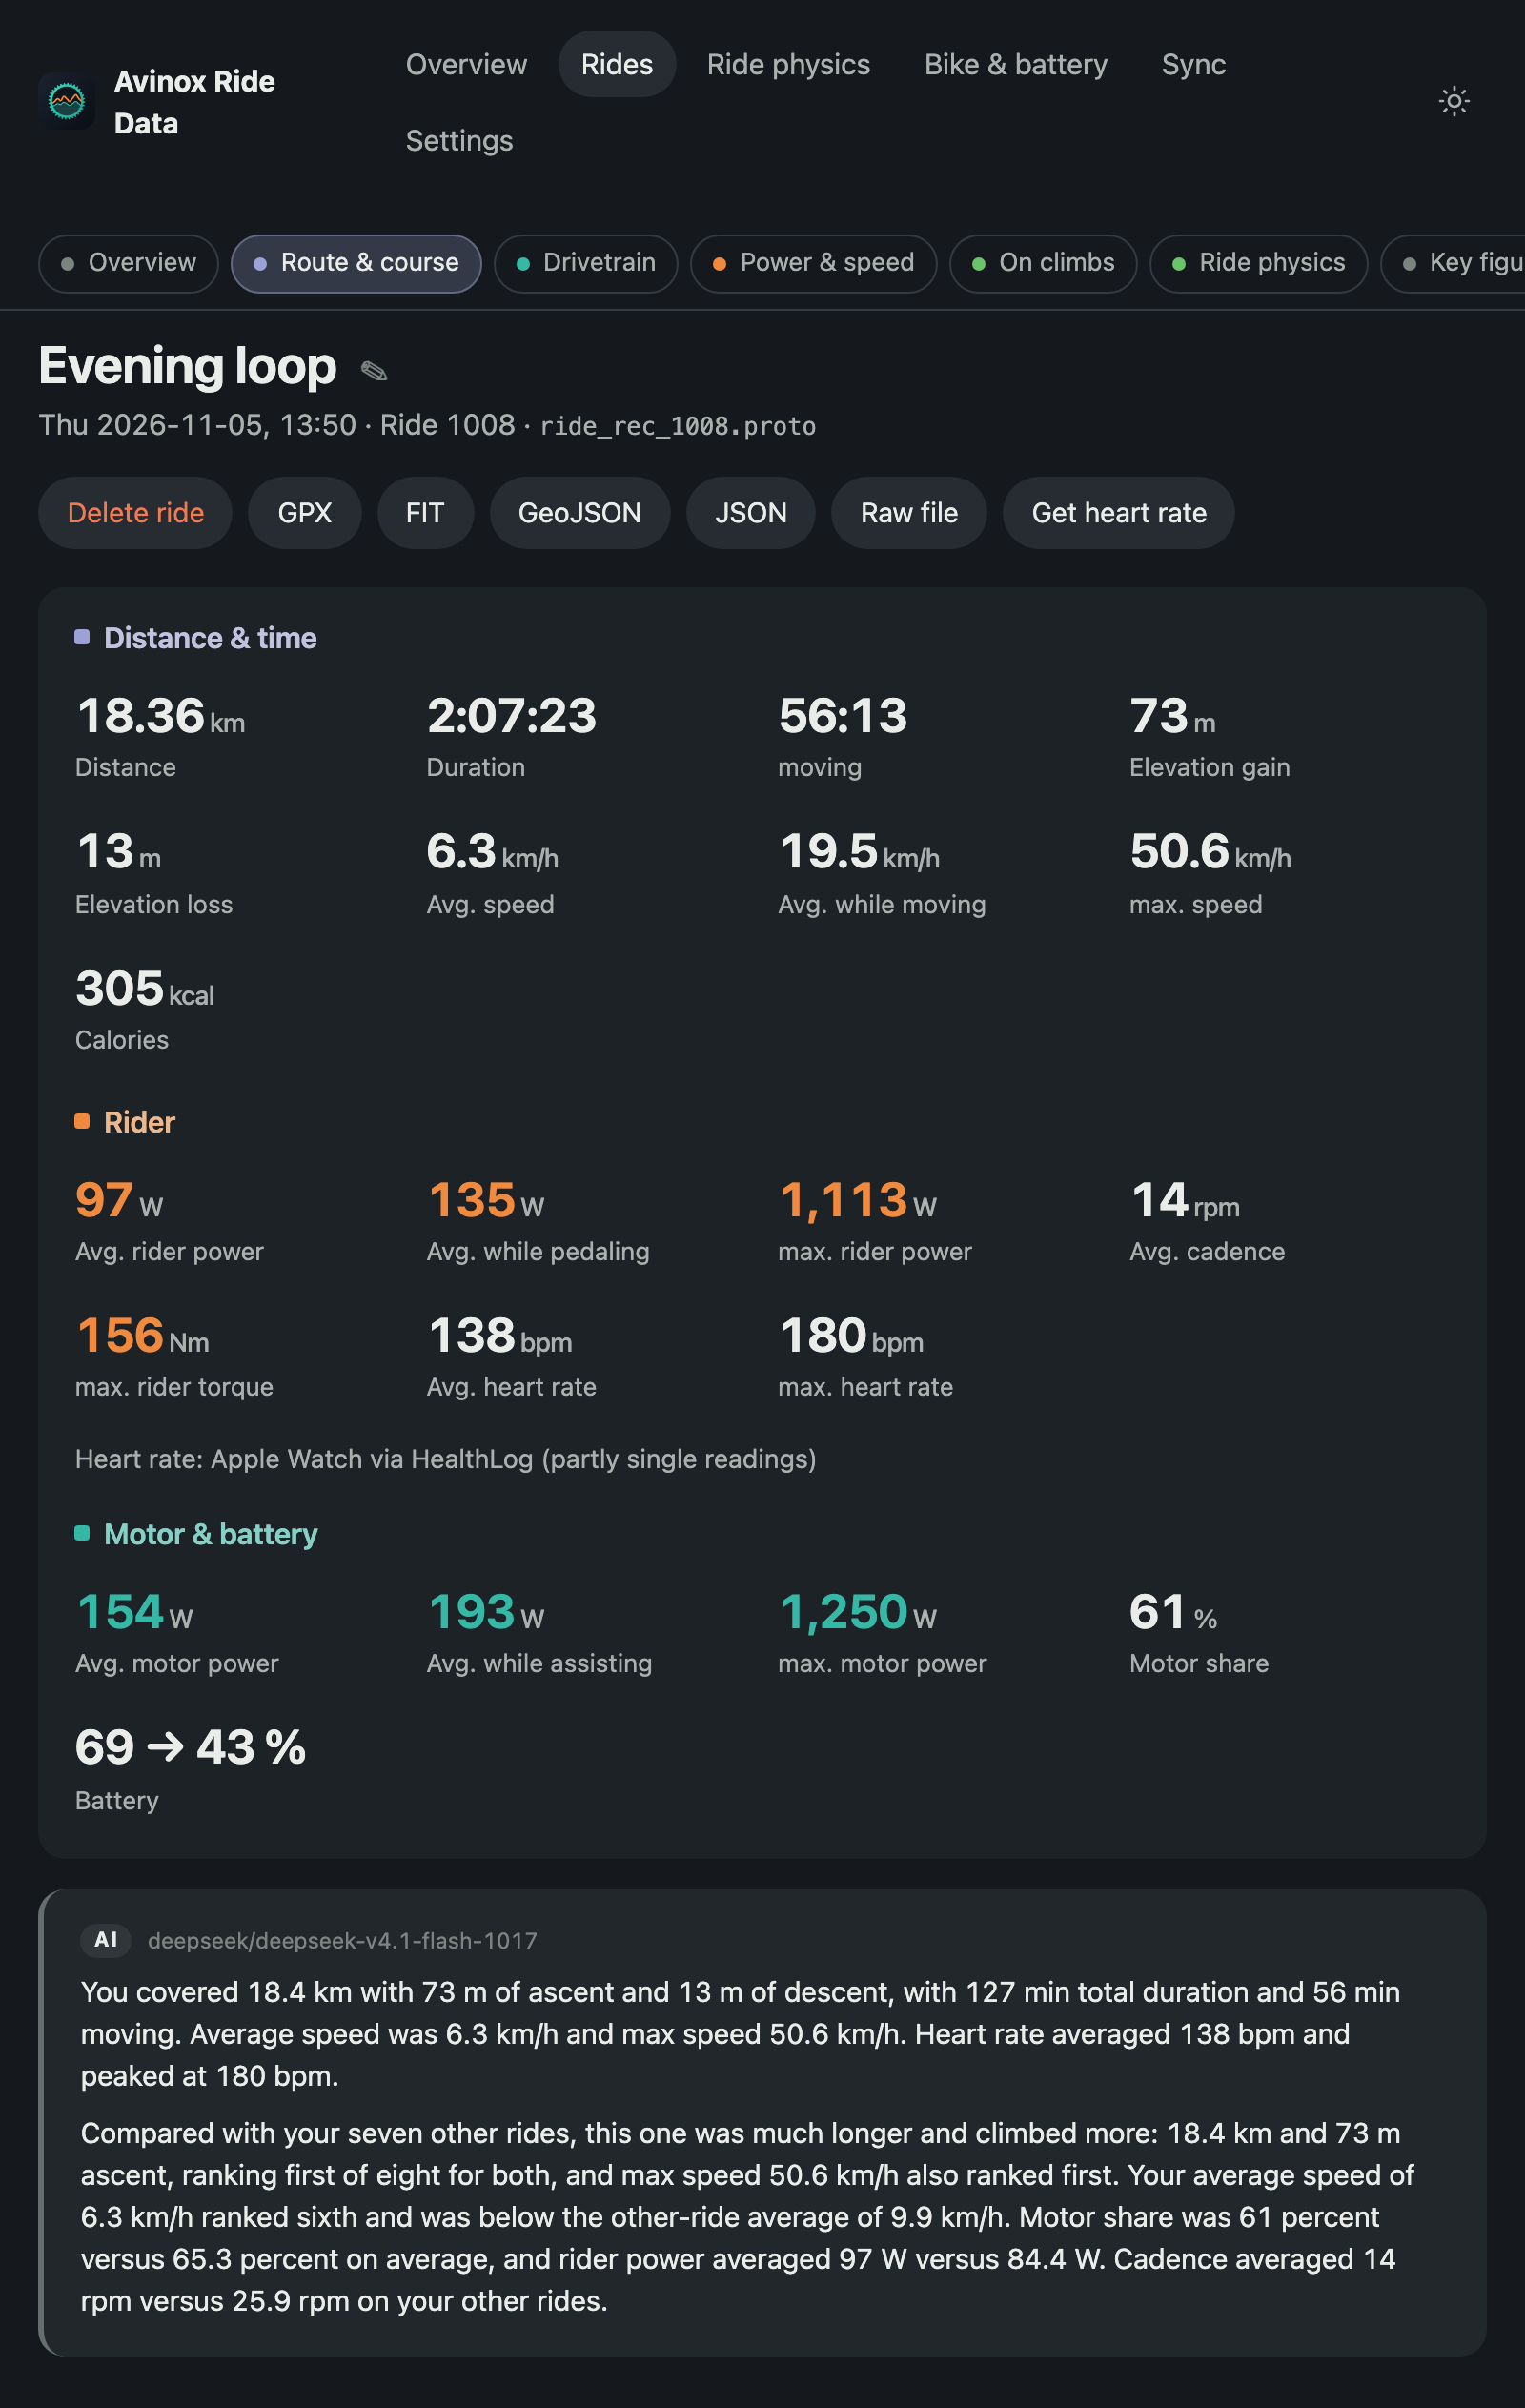 Avinox Ride
Data
Overview
Rides
Ride physics
Bike & battery
Sync
Settings
Overview
Route & course
Drivetrain
Power & speed
On climbs
Ride physics
Key figu
Evening loop
Thu 2026-11-05, 13:50 · Ride 1008 · ride_rec_1008.proto
Delete ride
GPX
FIT
GeoJSON
JSON
Raw file
Get heart rate
Distance & time
18.36 km
Distance
2:07:23
Duration
56:13
moving
73 m
Elevation gain
13 m
Elevation loss
6.3 km/h
Avg. speed
19.5 km/h
Avg. while moving
50.6 km/h
max. speed
305 kcal
Calories
Rider
97 W
Avg. rider power
135 W
Avg. while pedaling
1,113 W
max. rider power
14 rpm
Avg. cadence
156 Nm
max. rider torque
138 bpm
Avg. heart rate
180 bpm
max. heart rate
Heart rate: Apple Watch via HealthLog (partly single readings)
Motor & battery
154 W
Avg. motor power
193 W
Avg. while assisting
1,250 W
max. motor power
61 %
Motor share
69 → 43 %
Battery
AI deepseek/deepseek-v4.1-flash-1017
You covered 18.4 km with 73 m of ascent and 13 m of descent, with 127 min total duration and 56 min
moving. Average speed was 6.3 km/h and max speed 50.6 km/h. Heart rate averaged 138 bpm and
peaked at 180 bpm.
Compared with your seven other rides, this one was much longer and climbed more: 18.4 km and 73 m
ascent, ranking first of eight for both, and max speed 50.6 km/h also ranked first. Your average speed of
6.3 km/h ranked sixth and was below the other-ride average of 9.9 km/h. Motor share was 61 percent
versus 65.3 percent on average, and rider power averaged 97 W versus 84.4 W. Cadence averaged 14
rpm versus 25.9 rpm on your other rides.